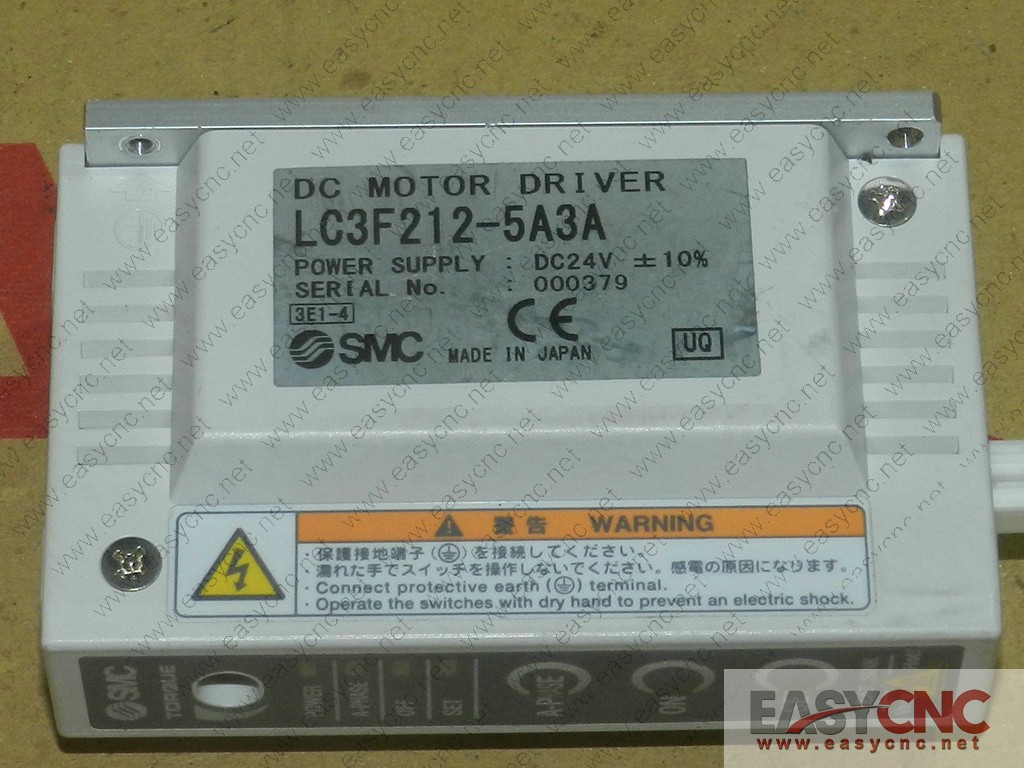 DC MOTOR DRIVER
LC3F212-5A3A
POWER SUPPLY : DC24V ±10%
SERIAL No. : 000379
3E1-4
CE
SMC MADE IN JAPAN UQ
警告 WARNING
・保護接地端子(⏚)を接続してください。
濡れた手でスイッチを操作しないでください。感電の原因になります。
・Connect protective earth (⏚) terminal.
・Operate the switches with dry hand to prevent an electric shock.
SMC
TORQUE
POWER
A-PHASE
OPE
SET
A-PHASE
ON
EASYCNC
www.easycnc.net